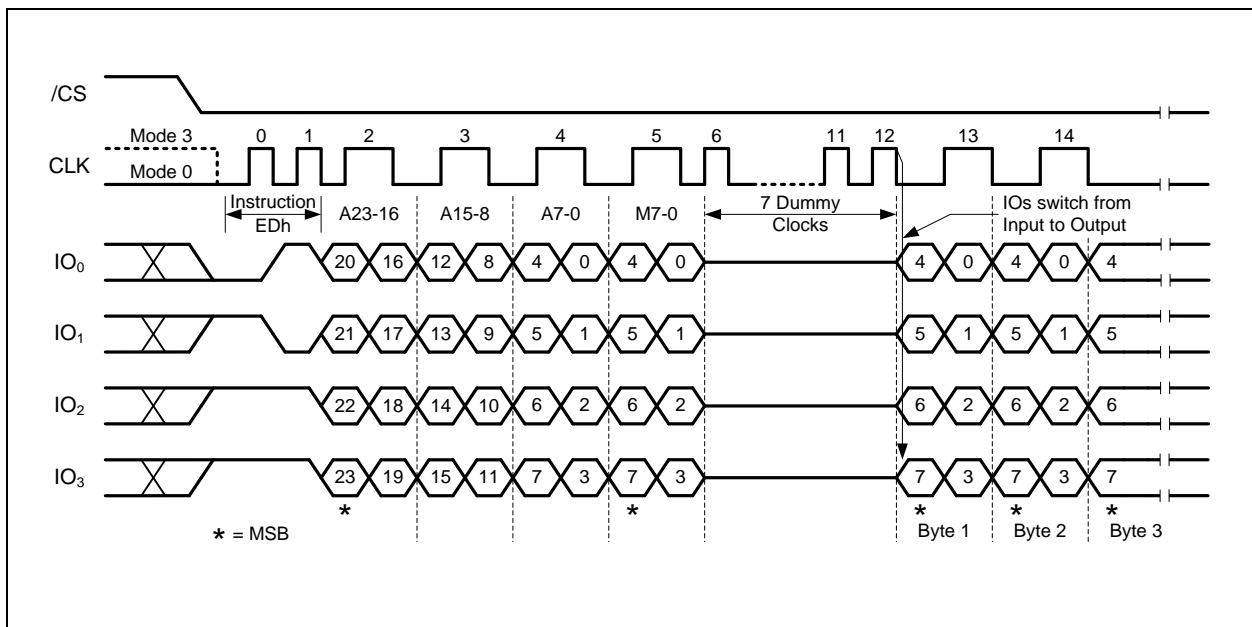 /CS
Mode 3 0 1 2 3 4 5 6 11 12 13 14
CLK
Mode 0
Instruction EDh
A23-16 A15-8 A7-0 M7-0
7 Dummy Clocks
IOs switch from Input to Output
IO0 20 16 12 8 4 0 4 0 4 0 4 0 4
IO1 21 17 13 9 5 1 5 1 5 1 5 1 5
IO2 22 18 14 10 6 2 6 2 6 2 6 2 6
IO3 23 19 15 11 7 3 7 3 7 3 7 3 7
* * * * *
* = MSB
Byte 1 Byte 2 Byte 3